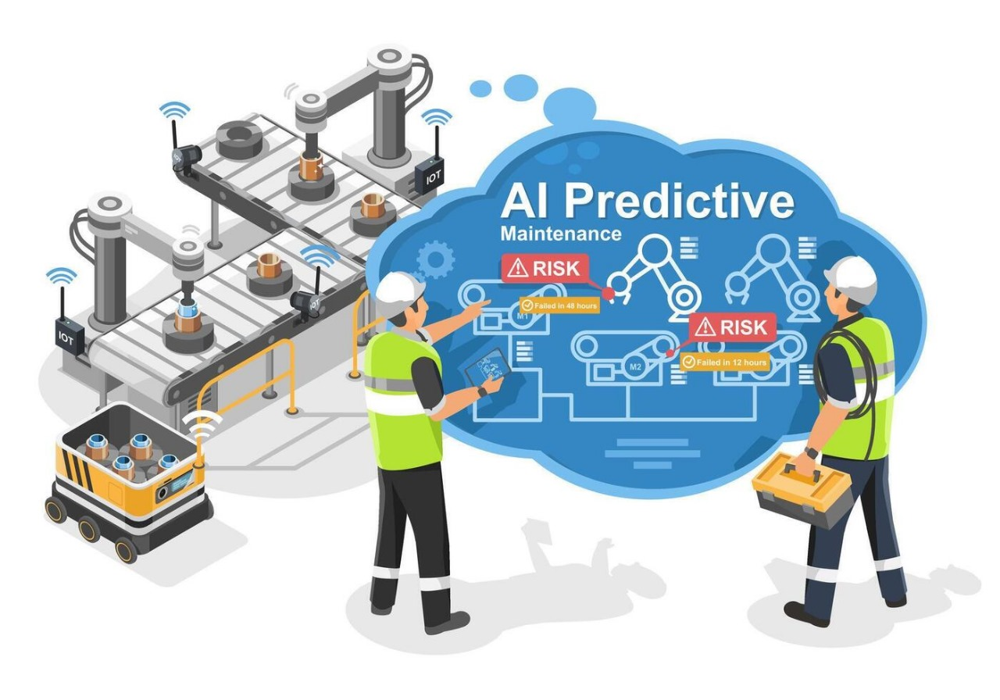 AI Predictive
Maintenance
RISK
Failed in 48 hours
M1
RISK
Failed in 12 hours
M2
IOT
IOT
IOT
IOT